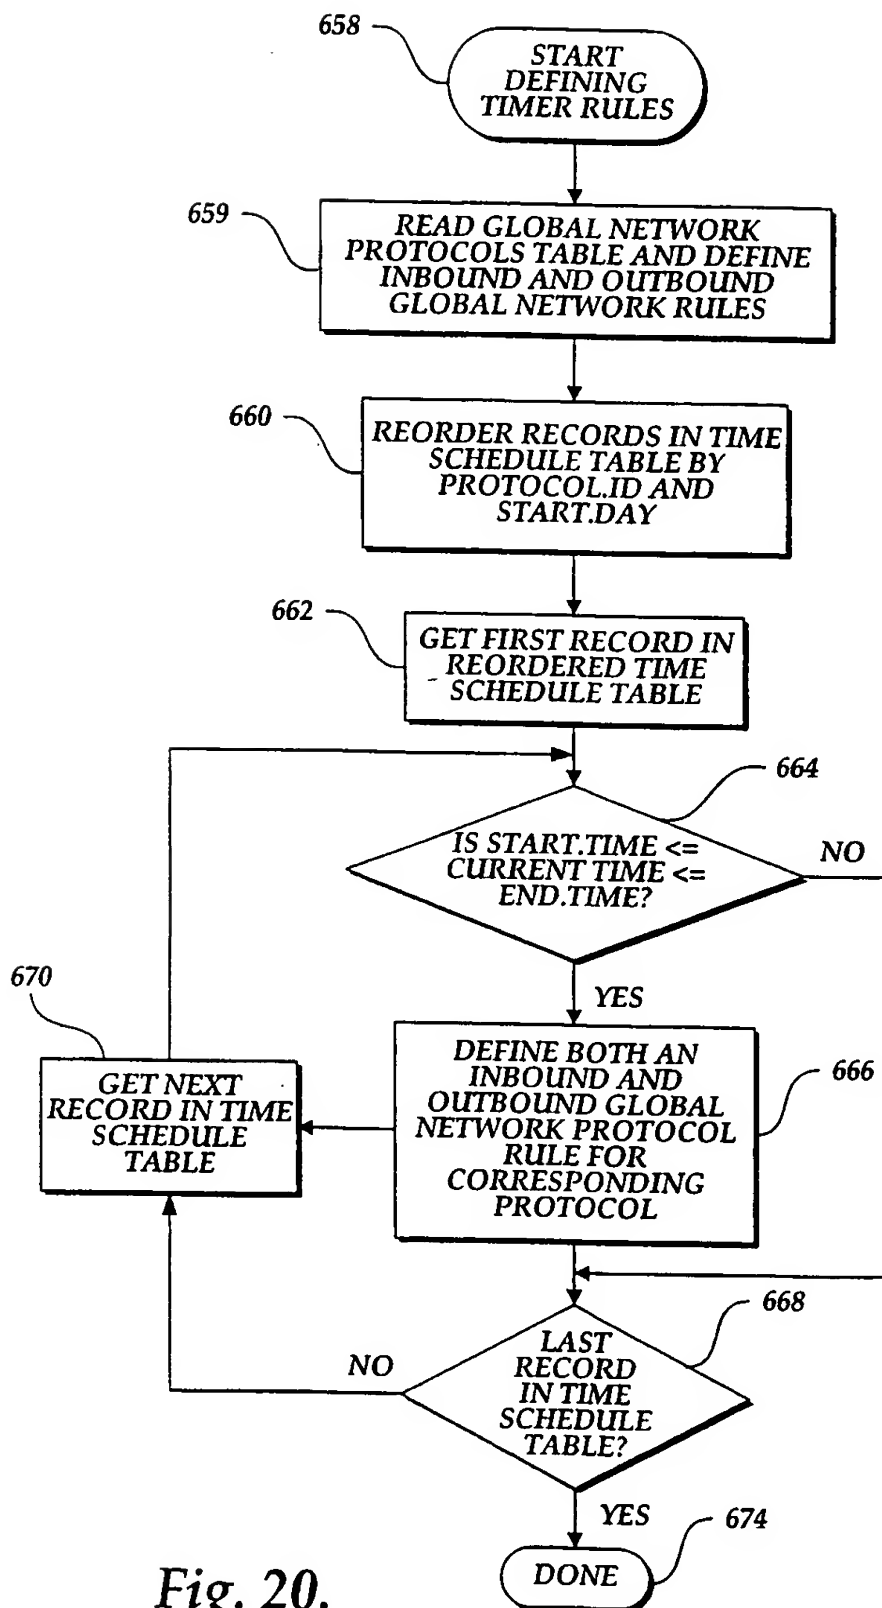 658
START
DEFINING
TIMER RULES
659
READ GLOBAL NETWORK
PROTOCOLS TABLE AND DEFINE
INBOUND AND OUTBOUND
GLOBAL NETWORK RULES
660
REORDER RECORDS IN TIME
SCHEDULE TABLE BY
PROTOCOL.ID AND
START.DAY
662
GET FIRST RECORD IN
REORDERED TIME
SCHEDULE TABLE
664
IS START.TIME <=
CURRENT TIME <=
END.TIME?
NO
YES
670
GET NEXT
RECORD IN TIME
SCHEDULE
TABLE
DEFINE BOTH AN
INBOUND AND
OUTBOUND GLOBAL
NETWORK PROTOCOL
RULE FOR
CORRESPONDING
PROTOCOL
666
668
LAST
RECORD
IN TIME
SCHEDULE
TABLE?
NO
YES
674
DONE
Fig. 20.